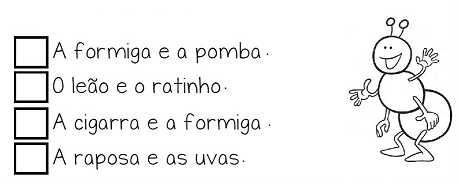 A formiga e a pomba.
O leão e o ratinho.
A cigarra e a formiga.
A raposa e as uvas.